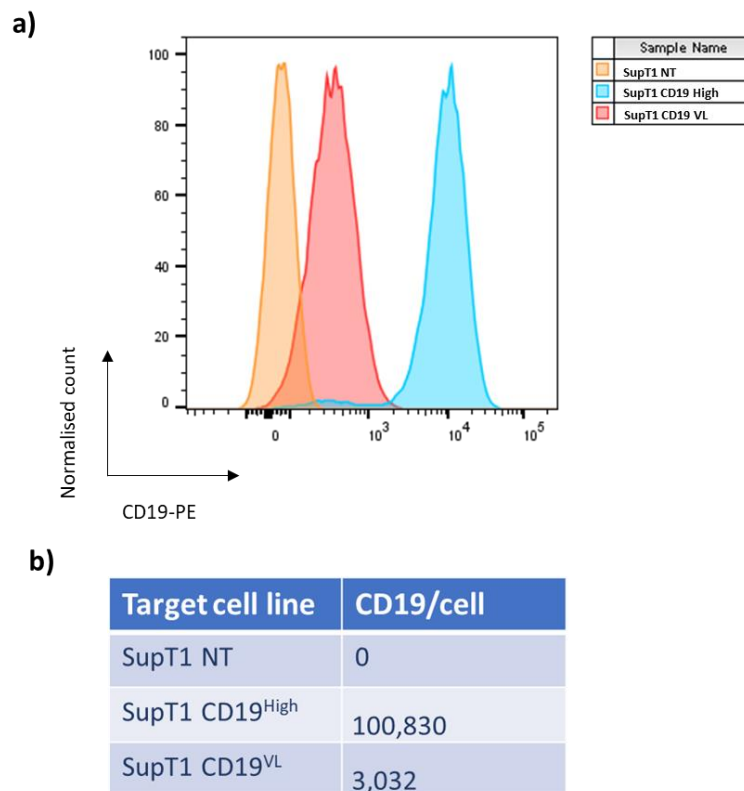 a)
Sample Name
SupT1 NT
SupT1 CD19 High
SupT1 CD19 VL
100
80
60
40
20
0
0 10³ 10⁴ 10⁵
Normalised count
CD19-PE
b)
Target cell line CD19/cell
SupT1 NT 0
SupT1 CD19ᴴⁱᵍʰ 100,830
SupT1 CD19ⱽᴸ 3,032